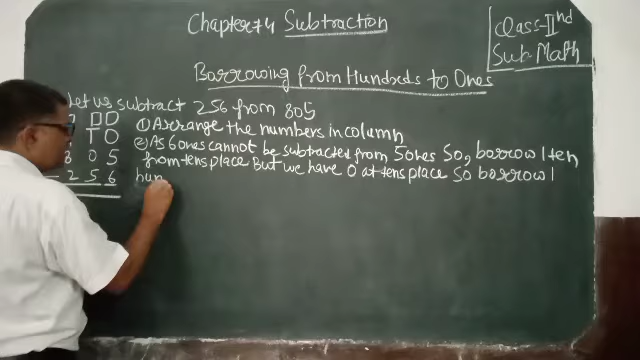 Chapter 4 Subtraction
Class-IInd
Sub-Math
Borrowing from Hundreds to Ones
Let us subtract 256 from 805
T O
8 0 5
- 2 5 6
① Arrange the numbers in column
② As 6 ones cannot be subtracted from 5 ones So, borrow 1 ten
from tens place But we have 0 at tens place So borrow 1
hun